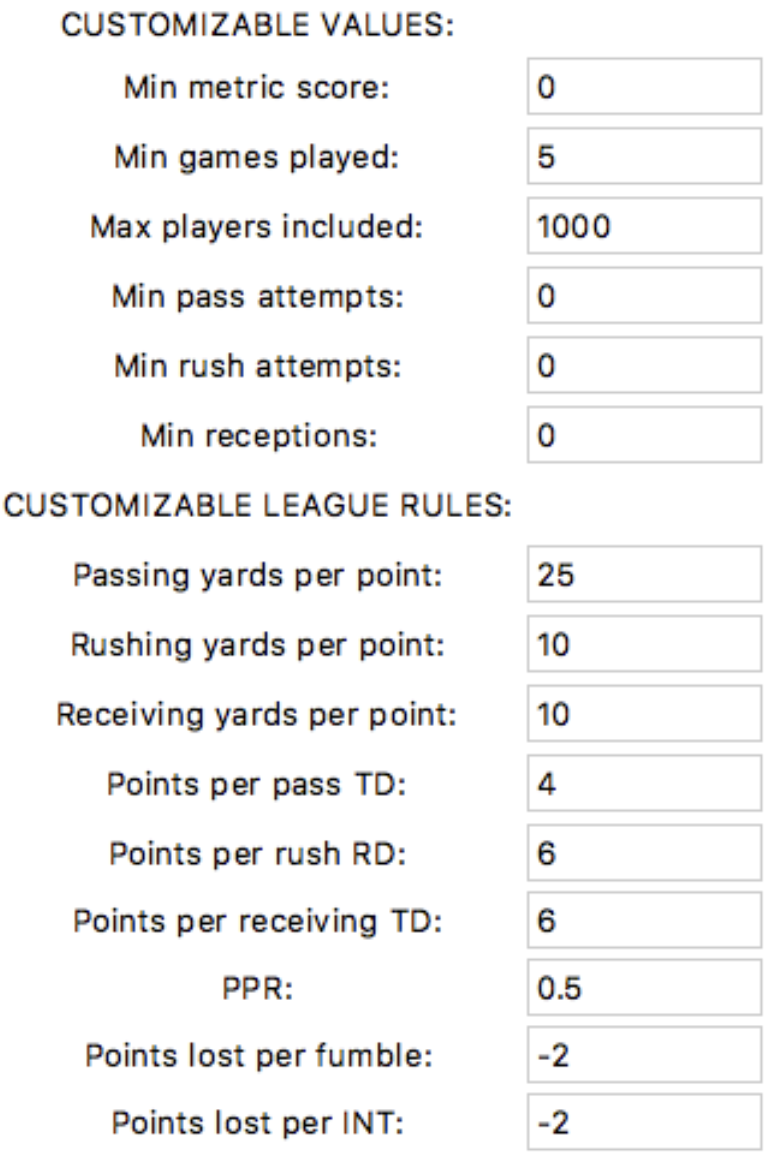 CUSTOMIZABLE VALUES:
Min metric score: 0
Min games played: 5
Max players included: 1000
Min pass attempts: 0
Min rush attempts: 0
Min receptions: 0
CUSTOMIZABLE LEAGUE RULES:
Passing yards per point: 25
Rushing yards per point: 10
Receiving yards per point: 10
Points per pass TD: 4
Points per rush RD: 6
Points per receiving TD: 6
PPR: 0.5
Points lost per fumble: -2
Points lost per INT: -2